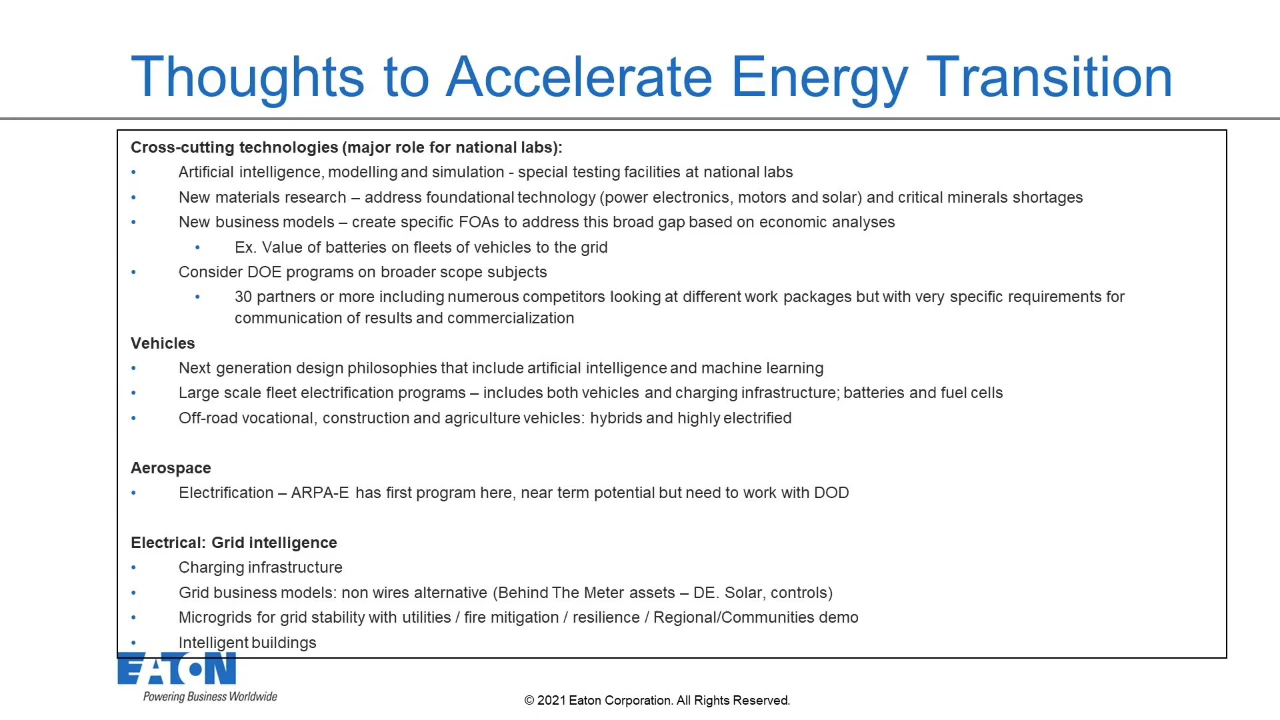 Thoughts to Accelerate Energy Transition
Cross-cutting technologies (major role for national labs):
• Artificial intelligence, modelling and simulation - special testing facilities at national labs
• New materials research – address foundational technology (power electronics, motors and solar) and critical minerals shortages
• New business models – create specific FOAs to address this broad gap based on economic analyses
• Ex. Value of batteries on fleets of vehicles to the grid
• Consider DOE programs on broader scope subjects
• 30 partners or more including numerous competitors looking at different work packages but with very specific requirements for
communication of results and commercialization
Vehicles
• Next generation design philosophies that include artificial intelligence and machine learning
• Large scale fleet electrification programs – includes both vehicles and charging infrastructure; batteries and fuel cells
• Off-road vocational, construction and agriculture vehicles: hybrids and highly electrified
Aerospace
• Electrification – ARPA-E has first program here, near term potential but need to work with DOD
Electrical: Grid intelligence
• Charging infrastructure
• Grid business models: non wires alternative (Behind The Meter assets – DE. Solar, controls)
• Microgrids for grid stability with utilities / fire mitigation / resilience / Regional/Communities demo
• Intelligent buildings
EATON
Powering Business Worldwide
© 2021 Eaton Corporation. All Rights Reserved.